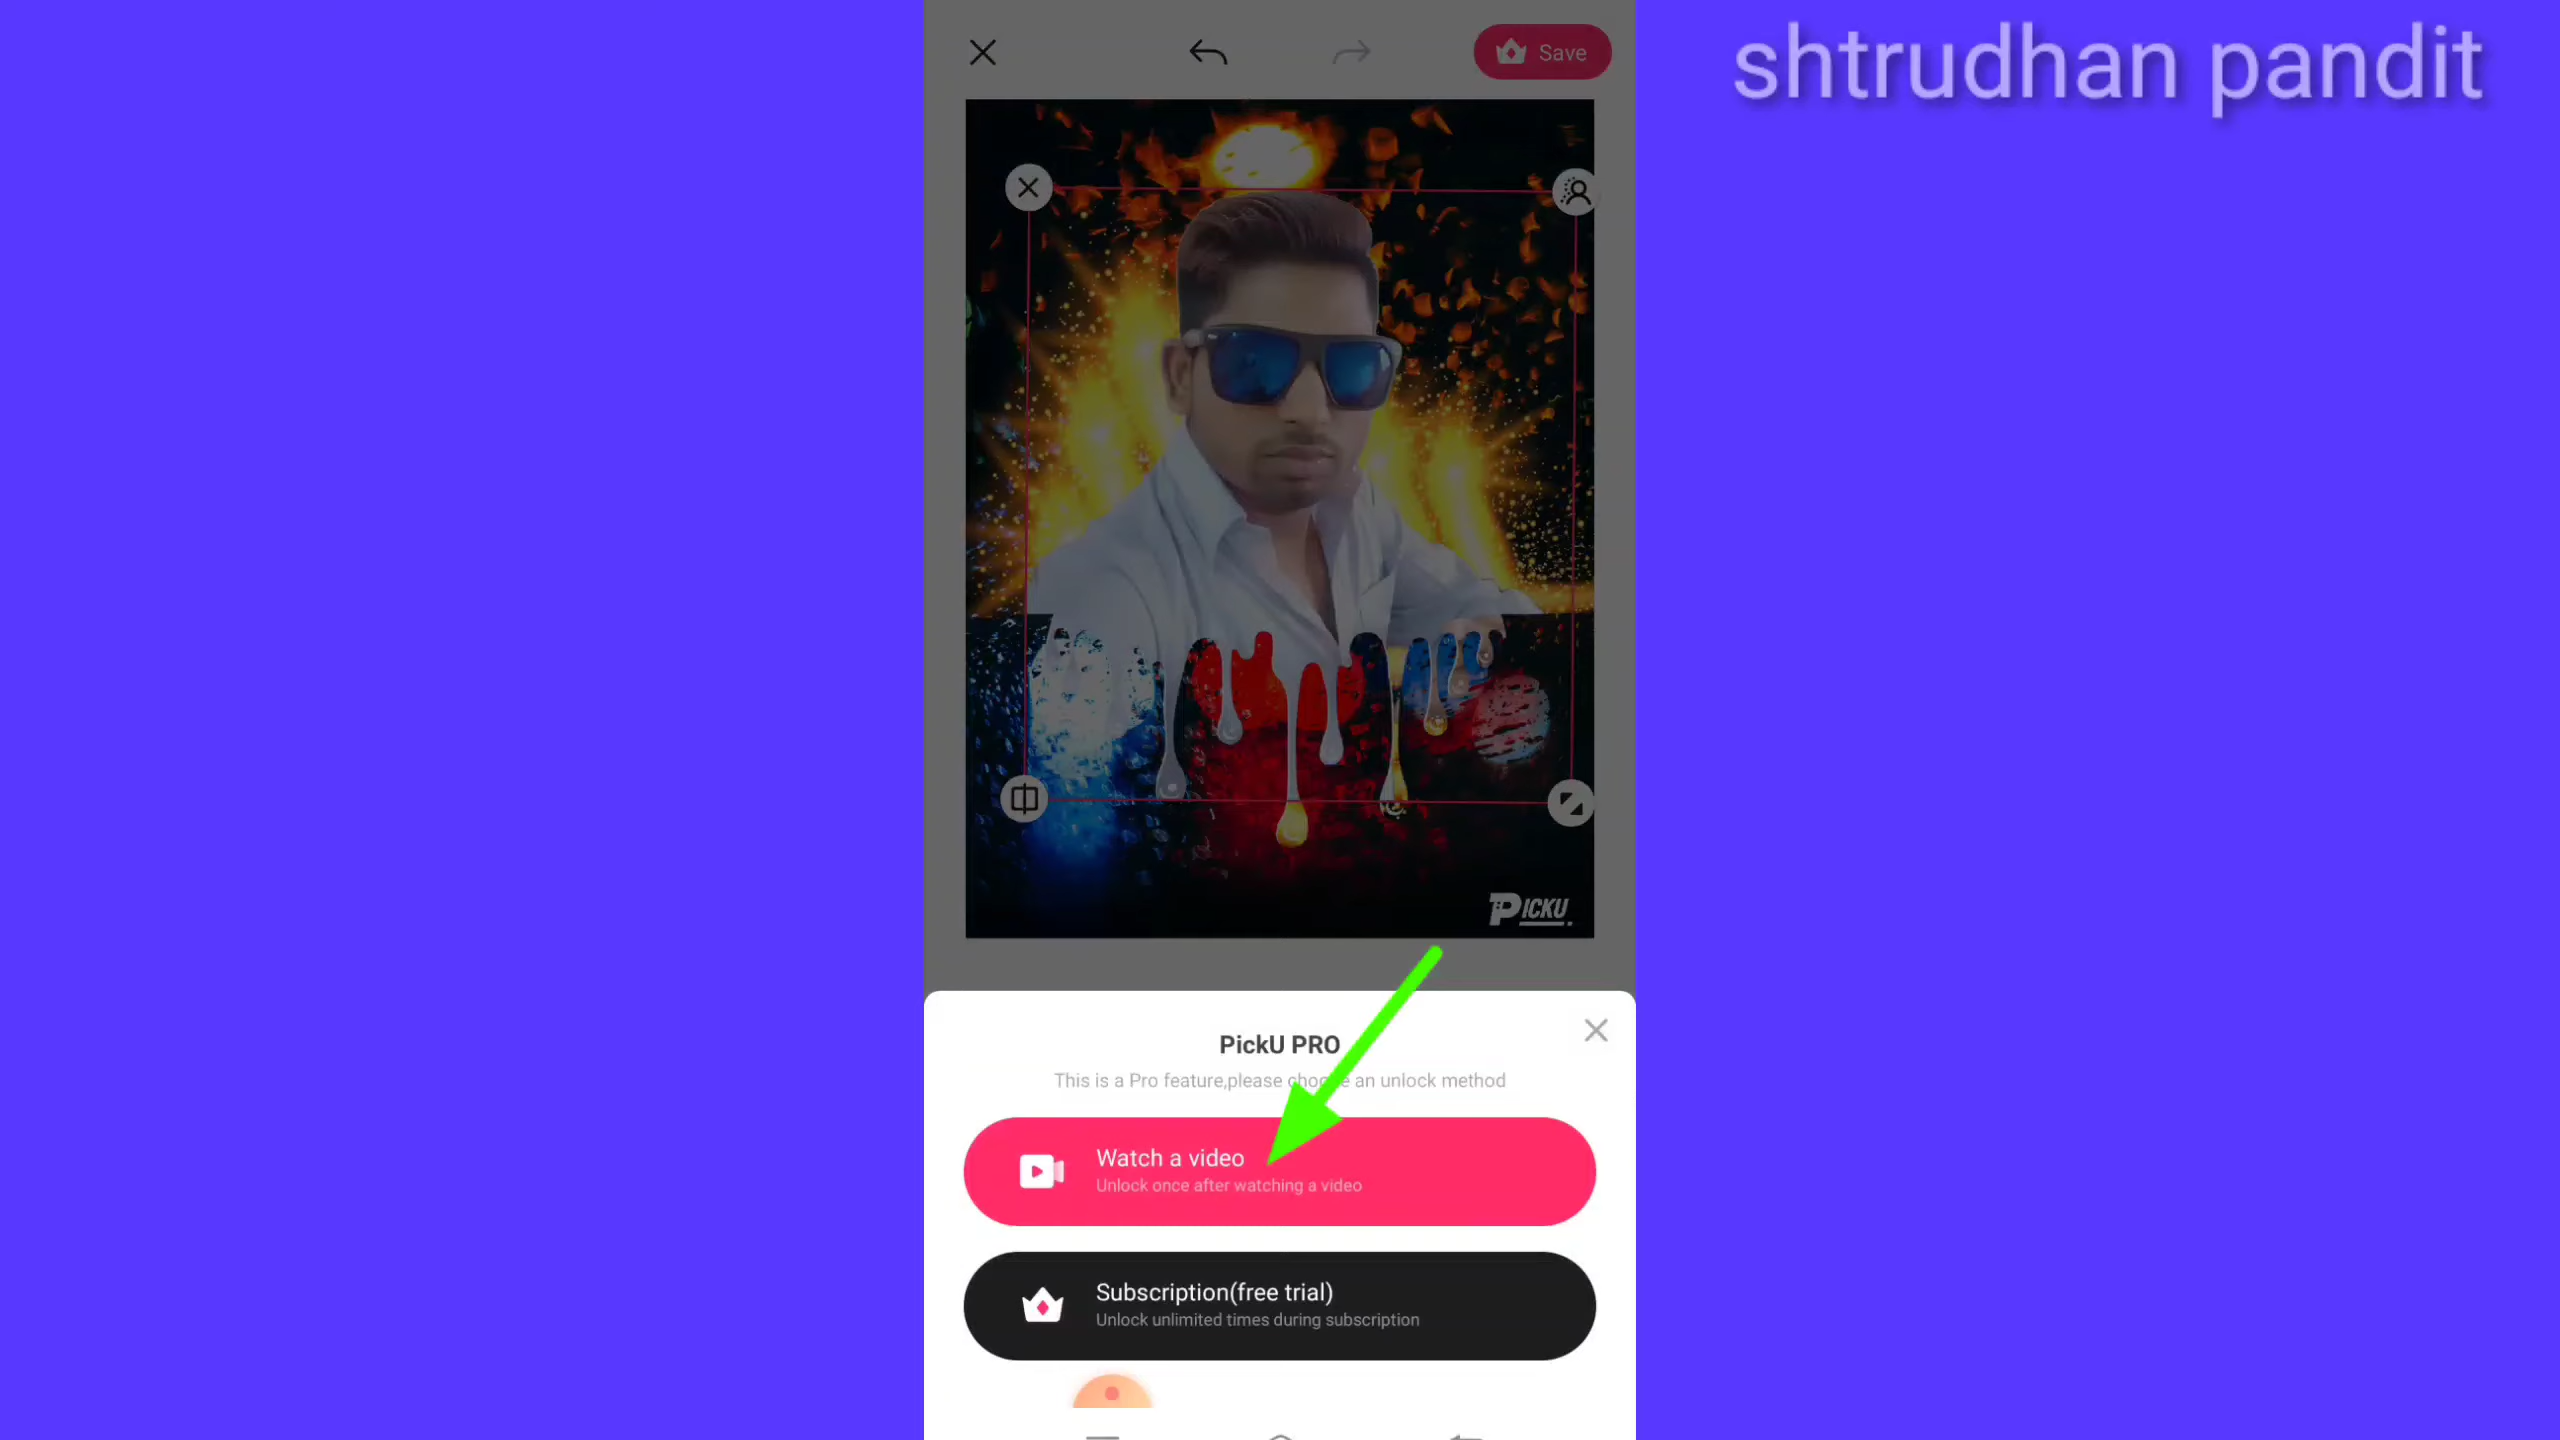 shtrudhan pandit
Save
PICKU
PickU PRO
This is a Pro feature,please choose an unlock method
Watch a video
Unlock once after watching a video
Subscription(free trial)
Unlock unlimited times during subscription